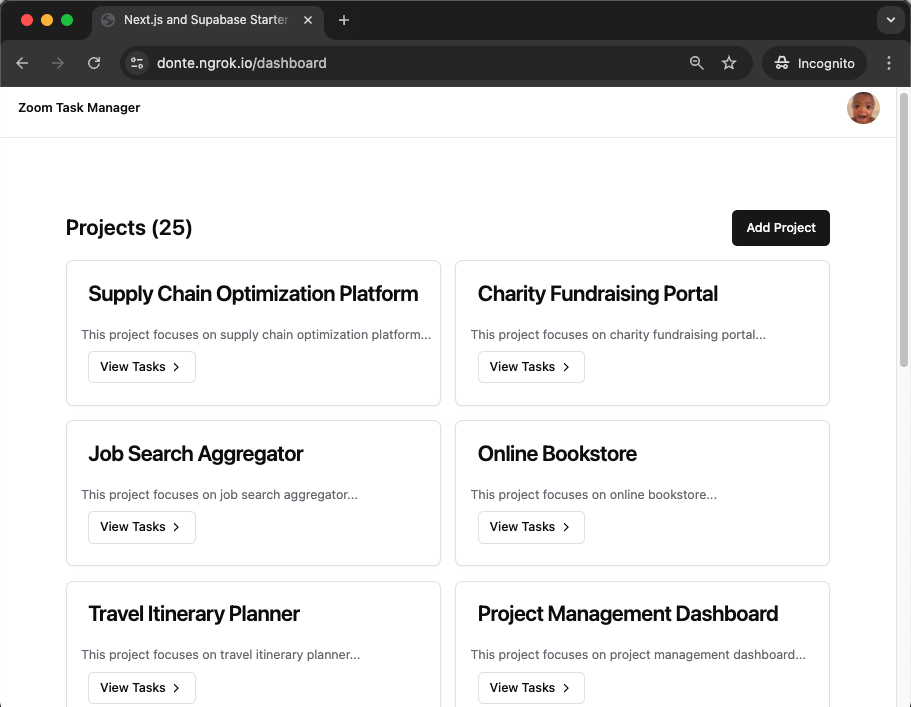 Next.js and Supabase Starter
donte.ngrok.io/dashboard
Incognito
Zoom Task Manager
Projects (25)
Add Project
Supply Chain Optimization Platform
This project focuses on supply chain optimization platform...
View Tasks
Charity Fundraising Portal
This project focuses on charity fundraising portal...
View Tasks
Job Search Aggregator
This project focuses on job search aggregator...
View Tasks
Online Bookstore
This project focuses on online bookstore...
View Tasks
Travel Itinerary Planner
This project focuses on travel itinerary planner...
View Tasks
Project Management Dashboard
This project focuses on project management dashboard...
View Tasks